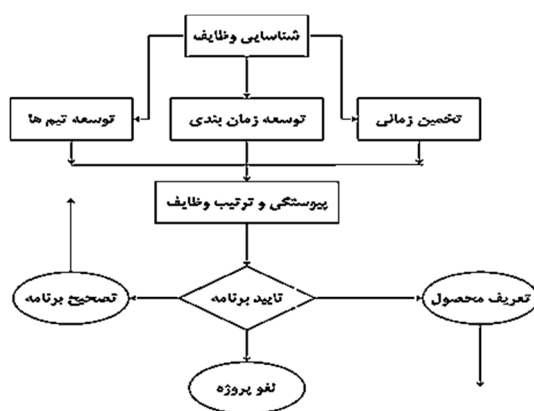 شناسایی وظایف
تخمین زمانی
توسعه زمان بندی
توسعه تیم ها
پیوستگی و ترتیب وظایف
تعریف محصول
تایید برنامه
تصحیح برنامه
لغو پروژه